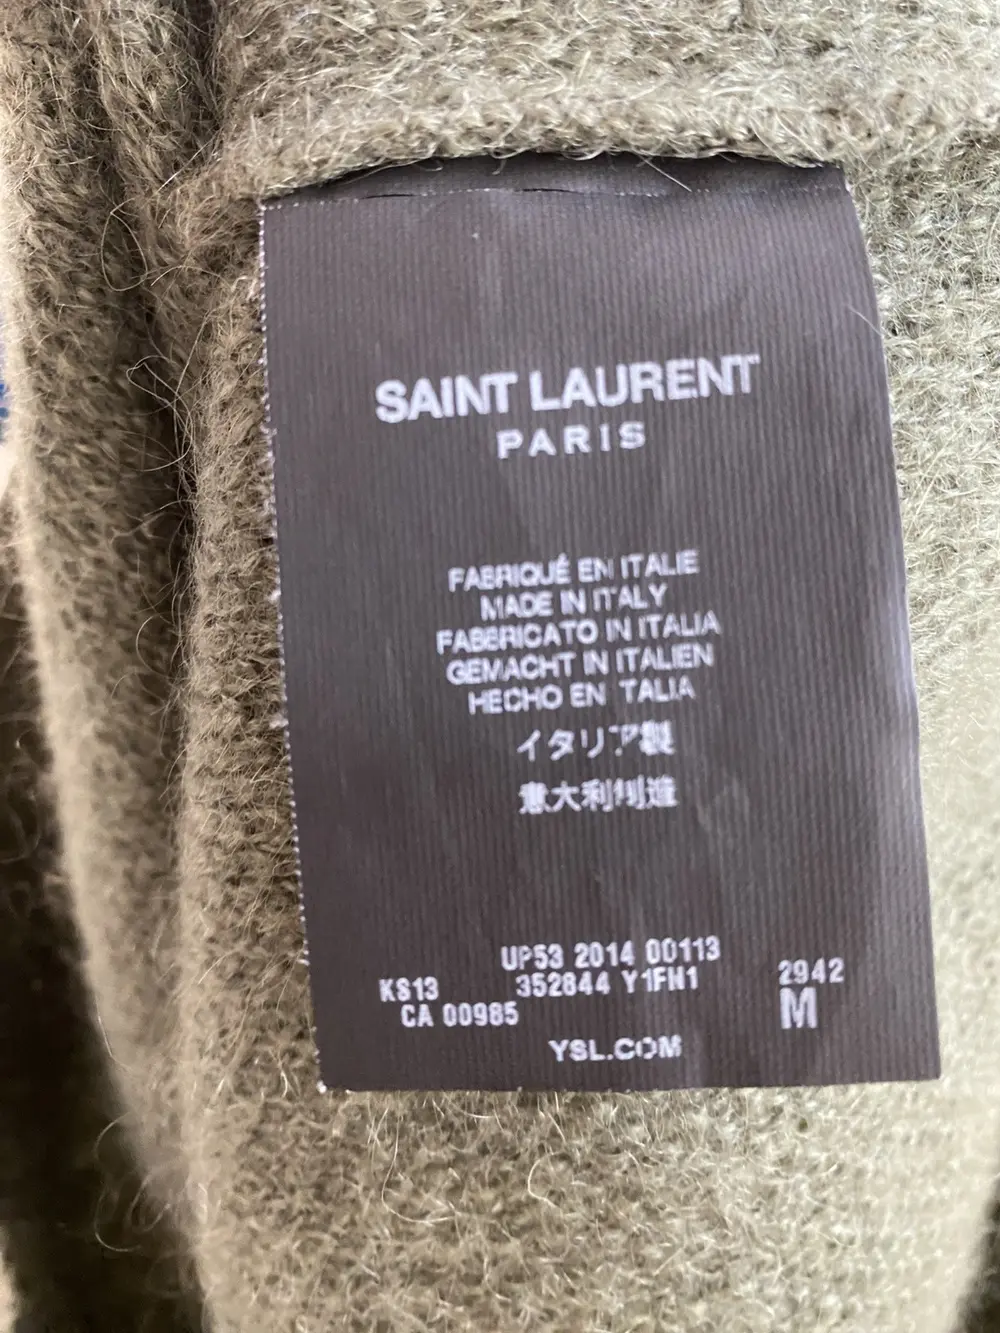 SAINT LAURENT
PARIS
FABRIQUÉ EN ITALIE
MADE IN ITALY
FABBRICATO IN ITALIA
GEMACHT IN ITALIEN
HECHO EN ITALIA
イタリア製
意大利制造
UP53 2014 00113
KS13 352844 Y1FN1 2942
CA 00985 M
YSL.COM